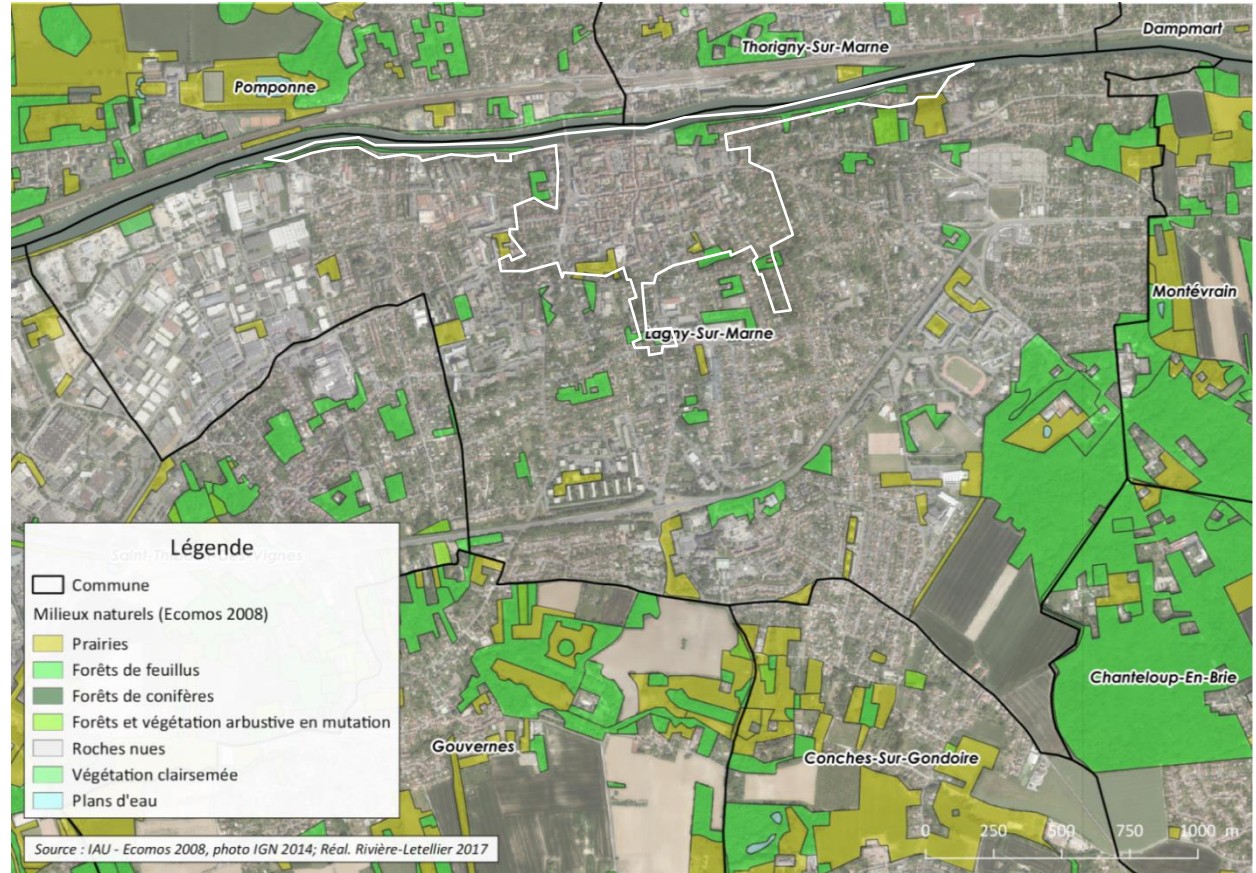 Dampmart
Thorigny-Sur-Marne
Pomponne
Montévrain
Lagny-Sur-Marne
Légende
Saint-Thi Vignes
Commune
Milieux naturels (Ecomos 2008)
Prairies
Forêts de feuillus
Forêts de conifères
Forêts et végétation arbustive en mutation
Roches nues
Végétation clairsemée
Plans d'eau
Chanteloup-En-Brie
Gouvernes
Conches-Sur-Gondoire
0 250 500 750 1000 m
Source : IAU - Ecomos 2008, photo IGN 2014; Réal. Rivière-Letellier 2017